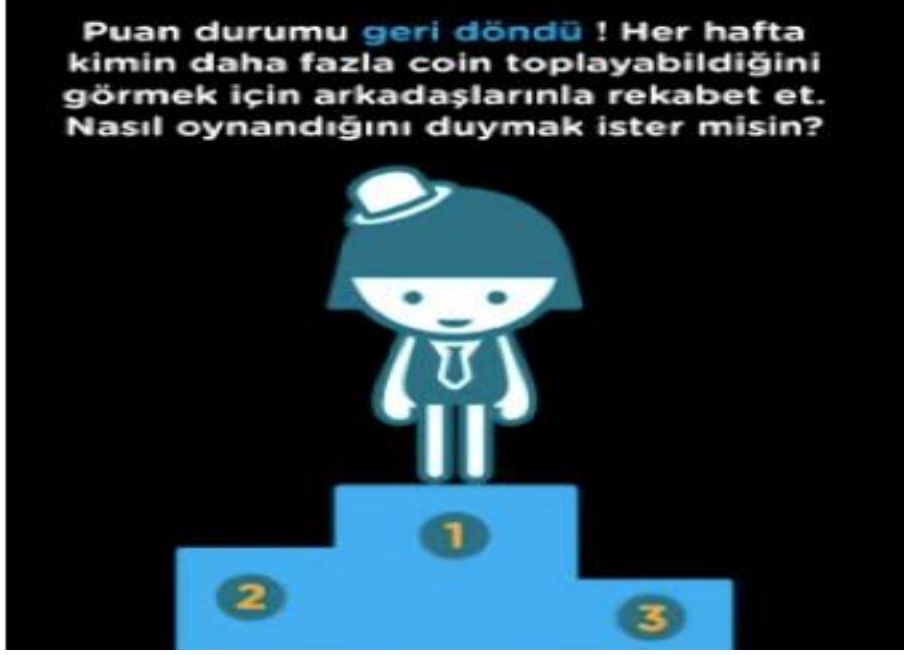 Puan durumu geri döndü ! Her hafta
kimin daha fazla coin toplayabildiğini
görmek için arkadaşlarınla rekabet et.
Nasıl oynandığını duymak ister misin?
1
2
3